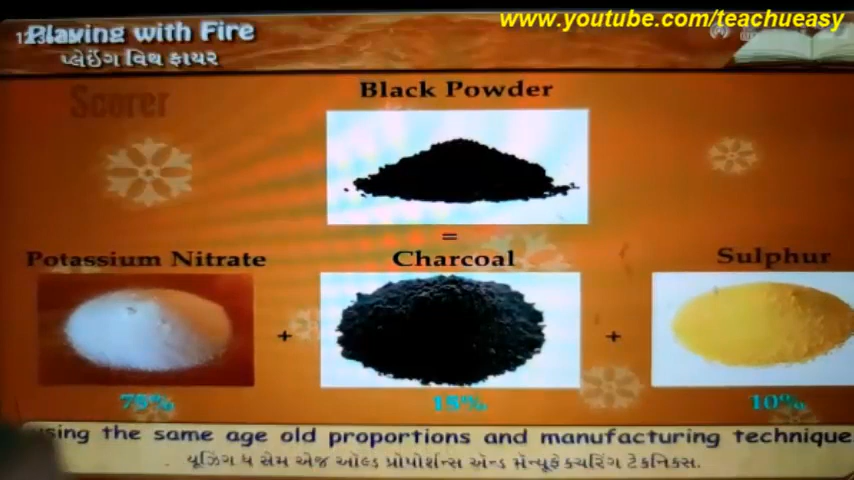 www.youtube.com/teachueasy
Playing with Fire
પ્લેઈંગ વિથ ફાયર
Scorer
Black Powder
=
Potassium Nitrate
Charcoal
Sulphur
+
+
75%
15%
10%
using the same age old proportions and manufacturing technique
યૂઝિંગ ધ સેમ એજ ઓલ્ડ પ્રોપોર્શન્સ એન્ડ મૅન્યૂફેક્ચરિંગ ટેકનિક્સ.